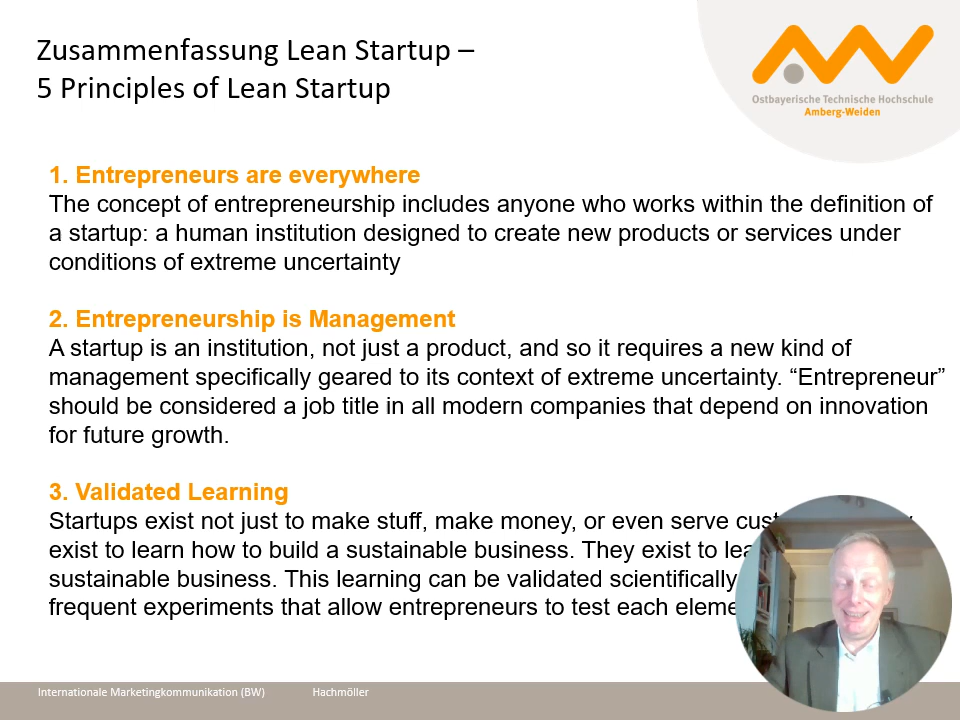 Zusammenfassung Lean Startup –
5 Principles of Lean Startup
Ostbayerische Technische Hochschule
Amberg-Weiden
1. Entrepreneurs are everywhere
The concept of entrepreneurship includes anyone who works within the definition of
a startup: a human institution designed to create new products or services under
conditions of extreme uncertainty
2. Entrepreneurship is Management
A startup is an institution, not just a product, and so it requires a new kind of
management specifically geared to its context of extreme uncertainty. “Entrepreneur”
should be considered a job title in all modern companies that depend on innovation
for future growth.
3. Validated Learning
Startups exist not just to make stuff, make money, or even serve
exist to learn how to build a sustainable business. They exist to
sustainable business. This learning can be validated scientifically
frequent experiments that allow entrepreneurs to test each
Internationale Marketingkommunikation (BW) Hachmöller